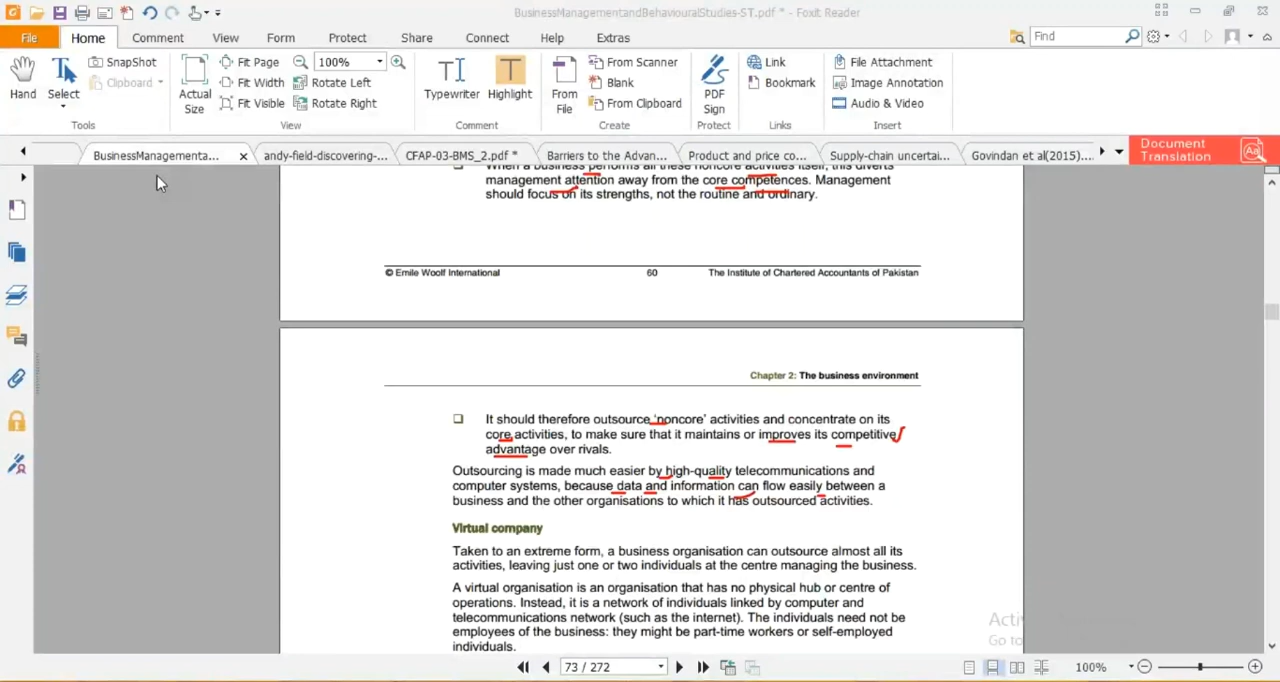 BusinessManagementandBehaviouralStudies-ST.pdf * - Foxit Reader
File Home Comment View Form Protect Share Connect Help Extras Find
SnapShot Fit Page 100% From Scanner Link File Attachment
Hand Select Clipboard Actual Size Fit Width Rotate Left Typewriter Highlight From File Blank PDF Sign Bookmark Image Annotation
Fit Visible Rotate Right From Clipboard Audio & Video
Tools View Comment Create Protect Links Insert
BusinessManagementa... andy-field-discovering-... CFAP-03-BMS_2.pdf * Barriers to the Advan... Product and price co... Supply-chain uncertai... Govindan et al(2015).... Document Translation
When a business performs all these noncore activities itself, this diverts
management attention away from the core competences. Management
should focus on its strengths, not the routine and ordinary.
© Emile Woolf International 60 The Institute of Chartered Accountants of Pakistan
Chapter 2: The business environment
It should therefore outsource ‘noncore’ activities and concentrate on its
core activities, to make sure that it maintains or improves its competitive
advantage over rivals.
Outsourcing is made much easier by high-quality telecommunications and
computer systems, because data and information can flow easily between a
business and the other organisations to which it has outsourced activities.
Virtual company
Taken to an extreme form, a business organisation can outsource almost all its
activities, leaving just one or two individuals at the centre managing the business.
A virtual organisation is an organisation that has no physical hub or centre of
operations. Instead, it is a network of individuals linked by computer and
telecommunications network (such as the internet). The individuals need not be
employees of the business: they might be part-time workers or self-employed
individuals.
Activ
Go to
73 / 272 100%